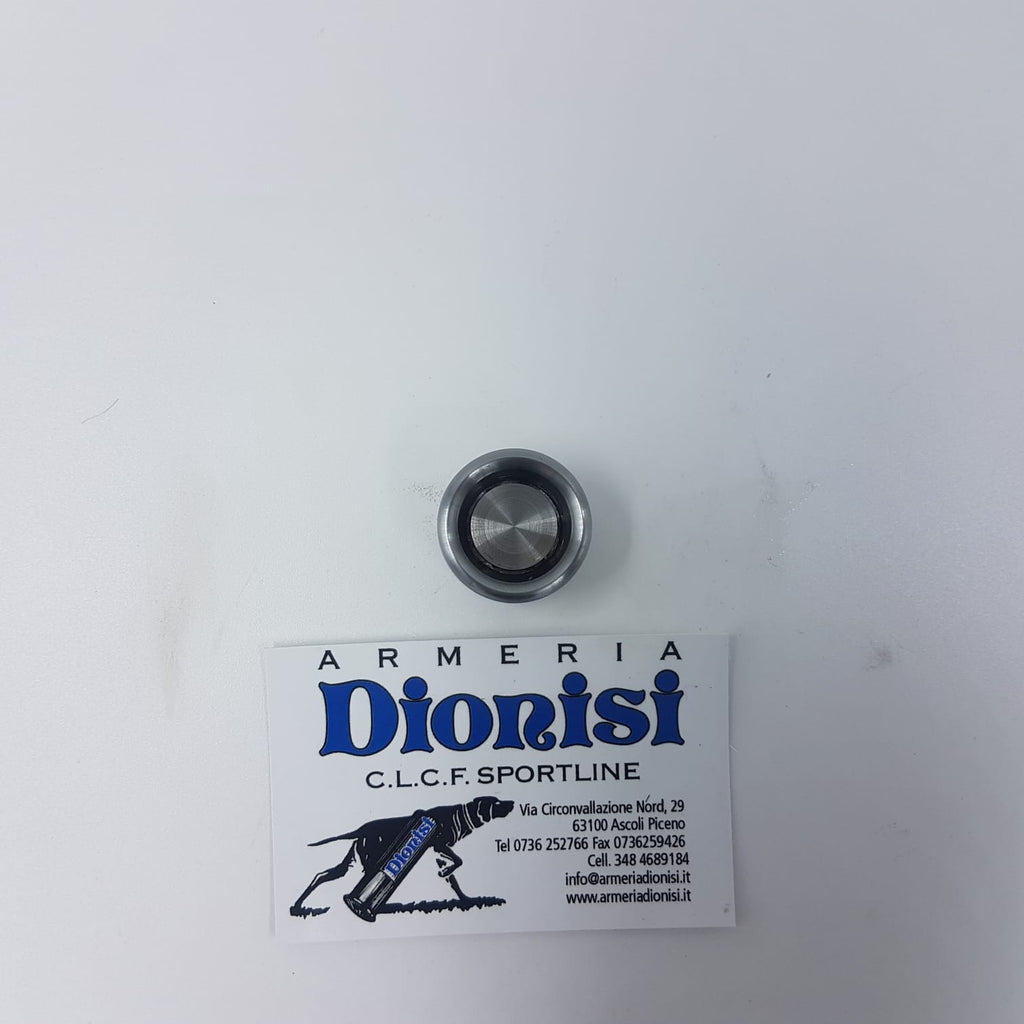 ARMERIA
Dionisi
C.L.C.F. SPORTLINE
Via Circonvallazione Nord, 29
63100 Ascoli Piceno
Tel 0736 252766 Fax 0736259426
Cell. 348 4689184
info@armeriadionisi.it
www.armeriadionisi.it
Dionisi